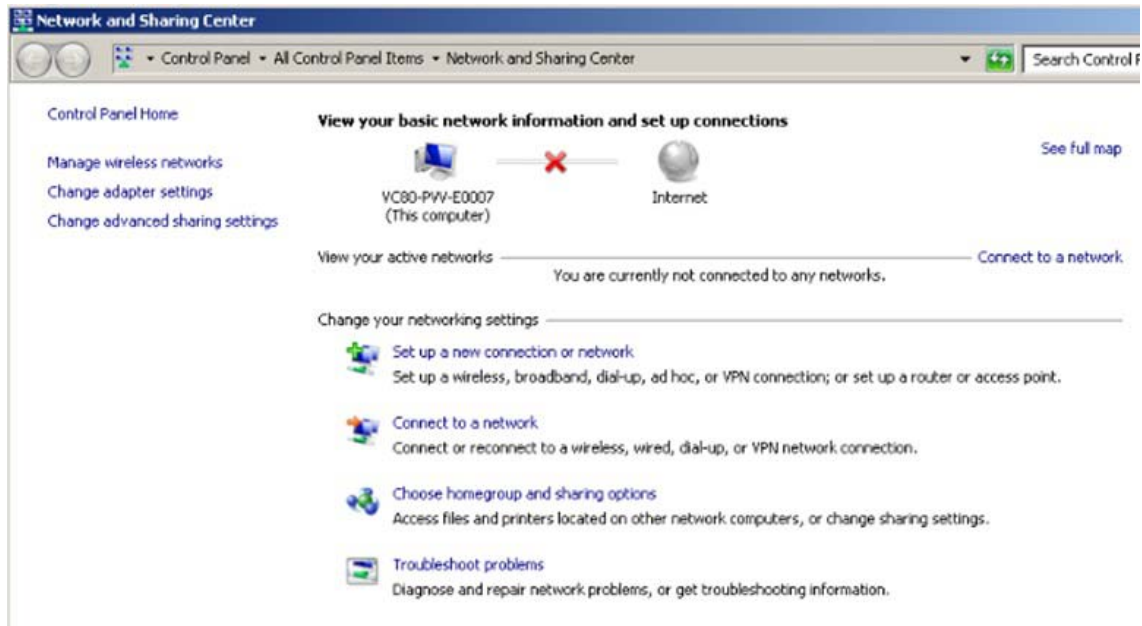 Network and Sharing Center
Control Panel All Control Panel Items Network and Sharing Center Search Control P
Control Panel Home
Manage wireless networks
Change adapter settings
Change advanced sharing settings
View your basic network information and set up connections
See full map
VC80-PVV-E0007
(This computer)
Internet
View your active networks
Connect to a network
You are currently not connected to any networks.
Change your networking settings
Set up a new connection or network
Set up a wireless, broadband, dial-up, ad hoc, or VPN connection; or set up a router or access point.
Connect to a network
Connect or reconnect to a wireless, wired, dial-up, or VPN network connection.
Choose homegroup and sharing options
Access files and printers located on other network computers, or change sharing settings.
Troubleshoot problems
Diagnose and repair network problems, or get troubleshooting information.